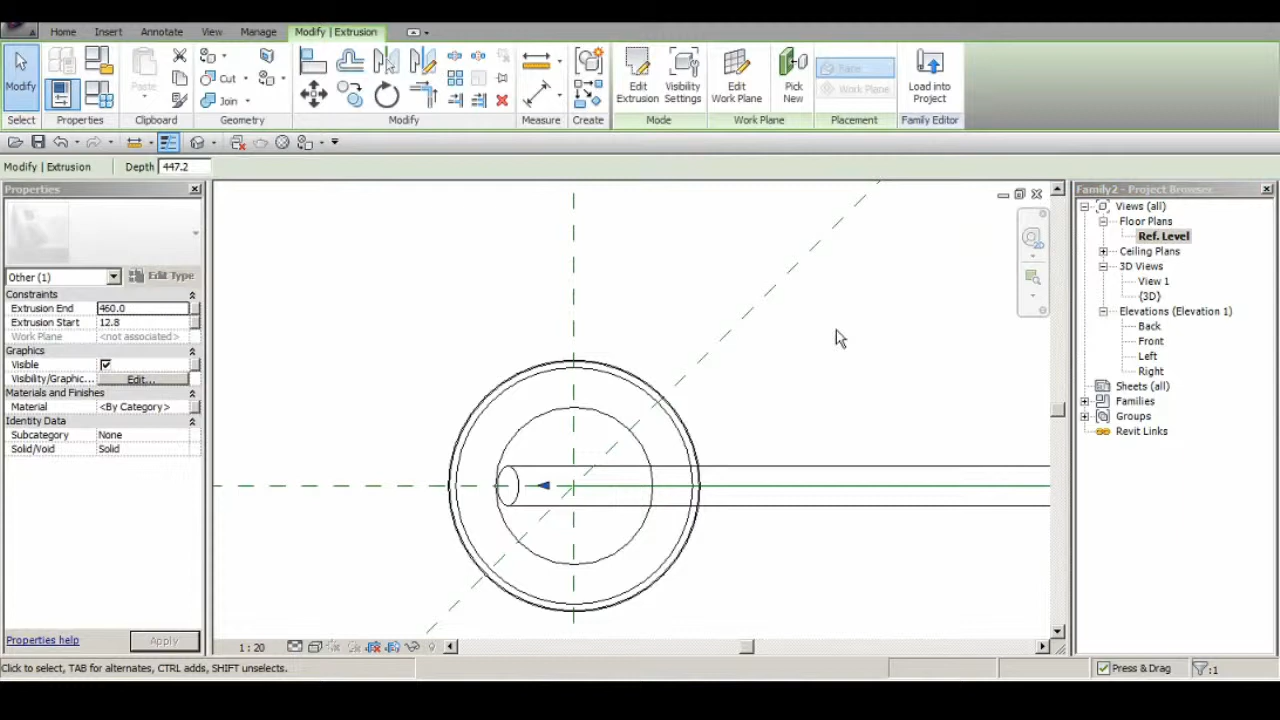 Home Insert Annotate View Manage Modify | Extrusion
Modify
Paste
Cut
Join
Edit Extrusion
Visibility Settings
Edit Work Plane
Pick New
Face
Work Plane
Load into Project
Select Properties Clipboard Geometry Modify Measure Create Mode Work Plane Placement Family Editor
Modify | Extrusion Depth 447.2
Properties
Other (1) Edit Type
Constraints
Extrusion End 460.0
Extrusion Start 12.8
Work Plane <not associated>
Graphics
Visible
Visibility/Graphic... Edit...
Materials and Finishes
Material <By Category>
Identity Data
Subcategory None
Solid/Void Solid
Properties help Apply
2D
1 : 20
Family2 - Project Browser
Views (all)
Floor Plans
Ref. Level
Ceiling Plans
3D Views
View 1
{3D}
Elevations (Elevation 1)
Back
Front
Left
Right
Sheets (all)
Families
Groups
Revit Links
Click to select, TAB for alternates, CTRL adds, SHIFT unselects. Press & Drag :1